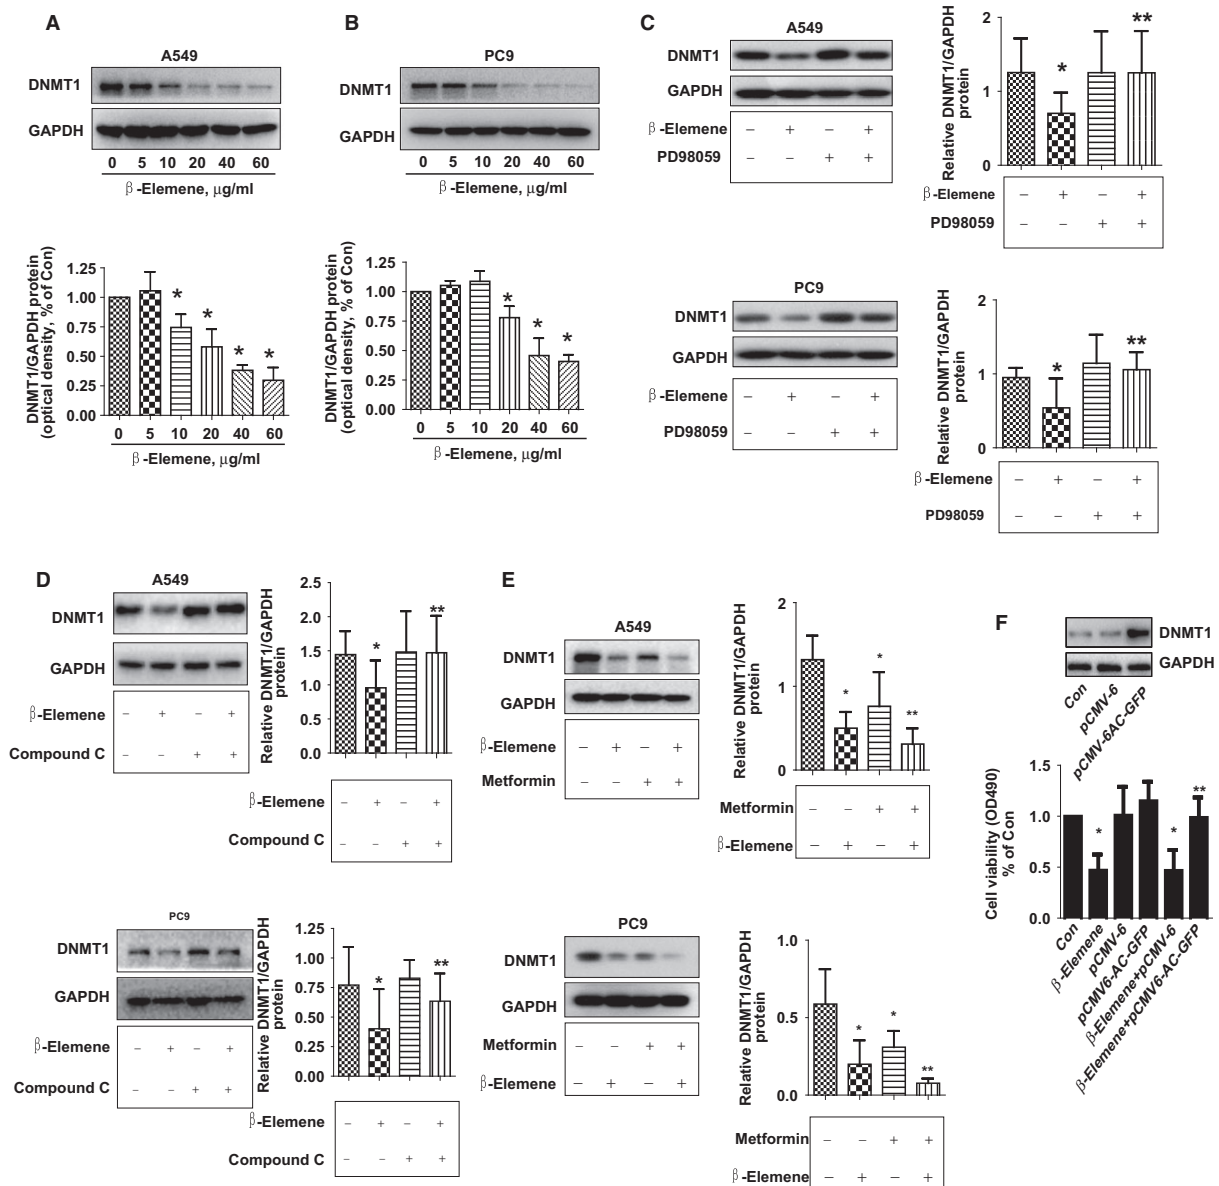 A
A549
DNMT1
GAPDH
0 5 10 20 40 60
β-Elemene, μg/ml
DNMT1/GAPDH protein
(optical density, % of Con)
1.25
1.00
0.75
0.50
0.25
0.00
* * * *
0 5 10 20 40 60
β-Elemene, μg/ml
B
PC9
DNMT1
GAPDH
0 5 10 20 40 60
β-Elemene, μg/ml
DNMT1/GAPDH protein
(optical density, % of Con)
1.25
1.00
0.75
0.50
0.25
0.00
* * *
0 5 10 20 40 60
β-Elemene, μg/ml
C
A549
DNMT1
GAPDH
β-Elemene – + – +
PD98059 – – + +
Relative DNMT1/GAPDH
protein
2
1
0
* **
β-Elemene – + – +
PD98059 – – + +
PC9
DNMT1
GAPDH
β-Elemene – + – +
PD98059 – – + +
Relative DNMT1/GAPDH
protein
2
1
0
* **
β-Elemene – + – +
PD98059 – – + +
D
A549
DNMT1
GAPDH
β-Elemene – + – +
Compound C – – + +
Relative DNMT1/GAPDH
protein
2.5
2.0
1.5
1.0
0.5
0.0
* **
β-Elemene – + – +
Compound C – – + +
PC9
DNMT1
GAPDH
β-Elemene – + – +
Compound C – – + +
Relative DNMT1/GAPDH
protein
1.25
1.00
0.75
0.50
0.25
0.00
* **
β-Elemene – + – +
Compound C – – + +
E
A549
DNMT1
GAPDH
β-Elemene – + – +
Metformin – – + +
Relative DNMT1/GAPDH
protein
2
1
0
* * **
Metformin – – + +
β-Elemene – + – +
PC9
DNMT1
GAPDH
Metformin – – + +
β-Elemene – + – +
Relative DNMT1/GAPDH
protein
1.0
0.5
0.0
* * **
Metformin – – + +
β-Elemene – + – +
F
DNMT1
GAPDH
Con
pCMV-6
pCMV-6AC-GFP
Cell viability (OD490)
% of Con
1.5
1.0
0.5
0.0
* * **
Con
β-Elemene
pCMV-6
pCMV6-AC-GFP
β-Elemene+pCMV-6
β-Elemene+pCMV6-AC-GFP